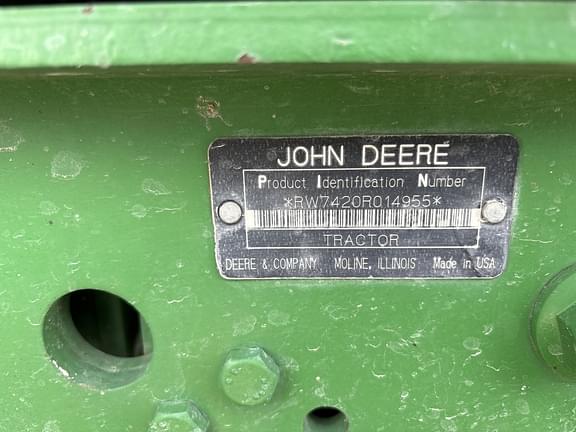 JOHN DEERE
Product Identification Number
*RW7420R014955*
TRACTOR
DEERE & COMPANY MOLINE, ILLINOIS Made in USA